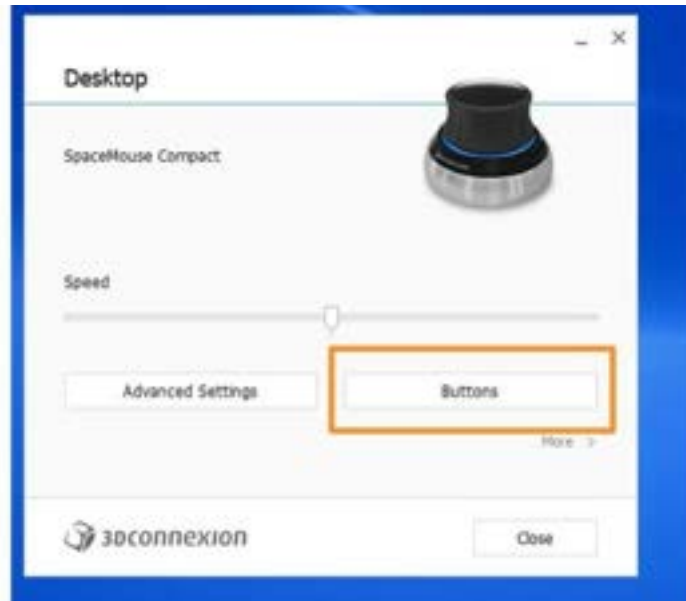 Desktop
SpaceMouse Compact
Speed
Advanced Settings
Buttons
More >
3Dconnexion
Close